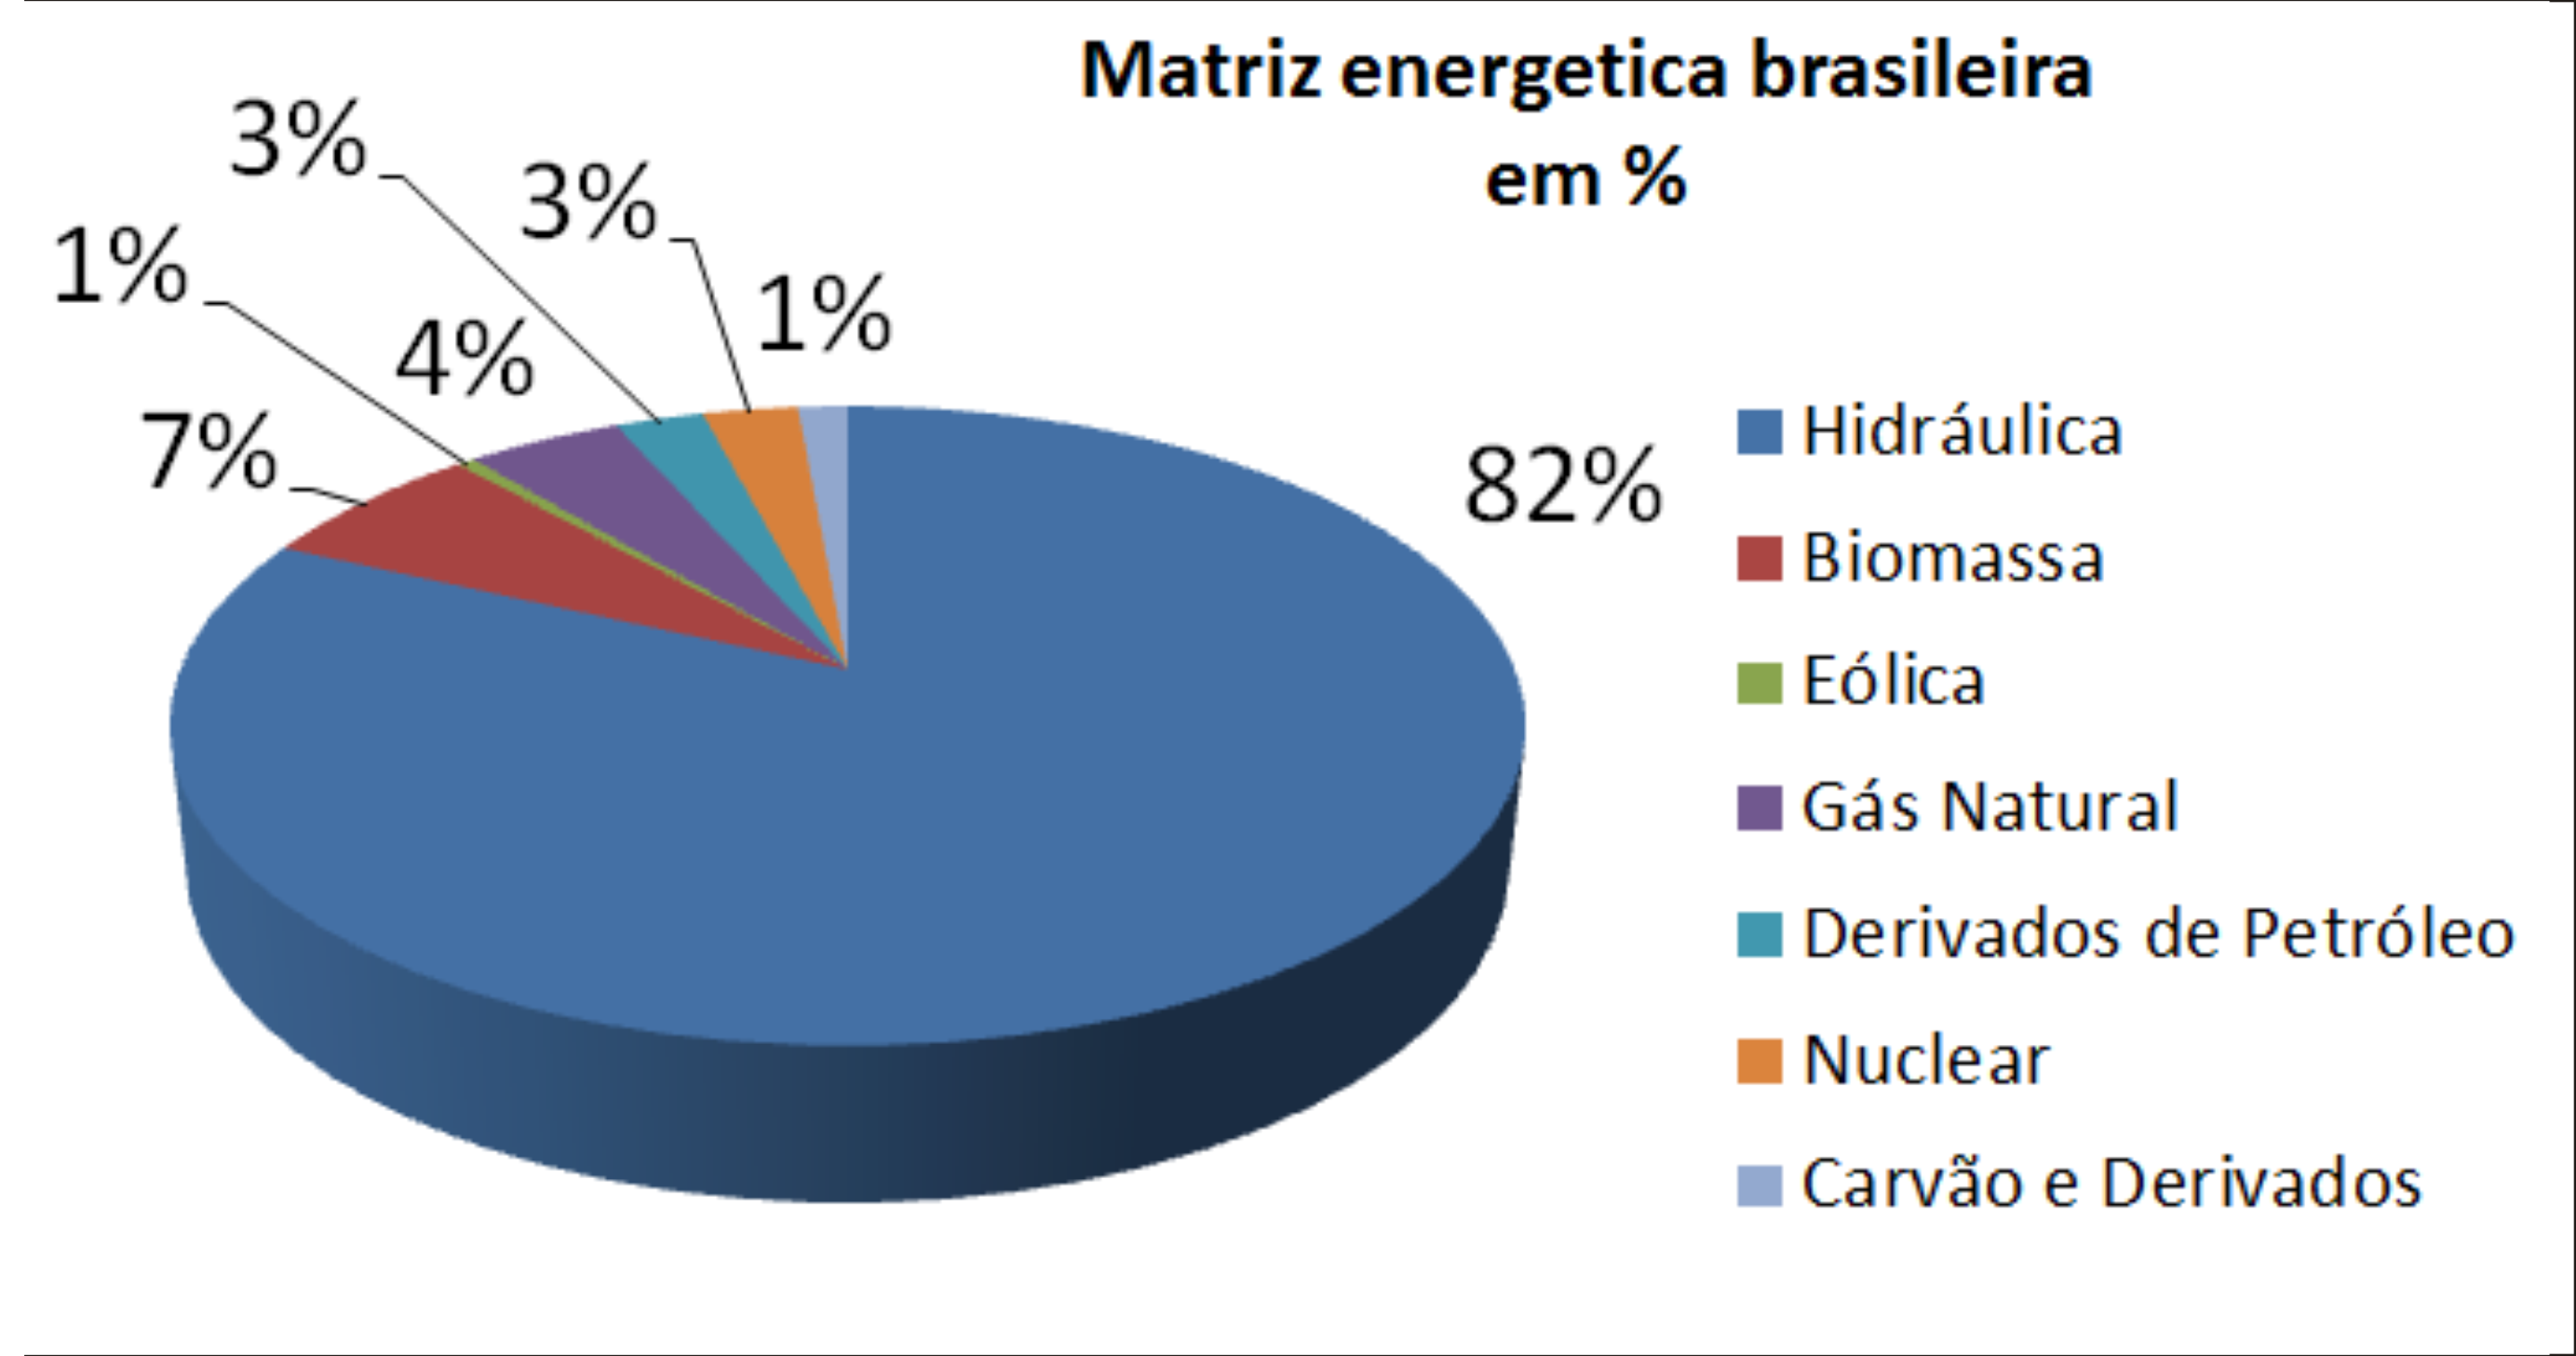 Matriz energetica brasileira
em %
3%
3%
1%
1%
4%
7%
82%
Hidráulica
Biomassa
Eólica
Gás Natural
Derivados de Petróleo
Nuclear
Carvão e Derivados